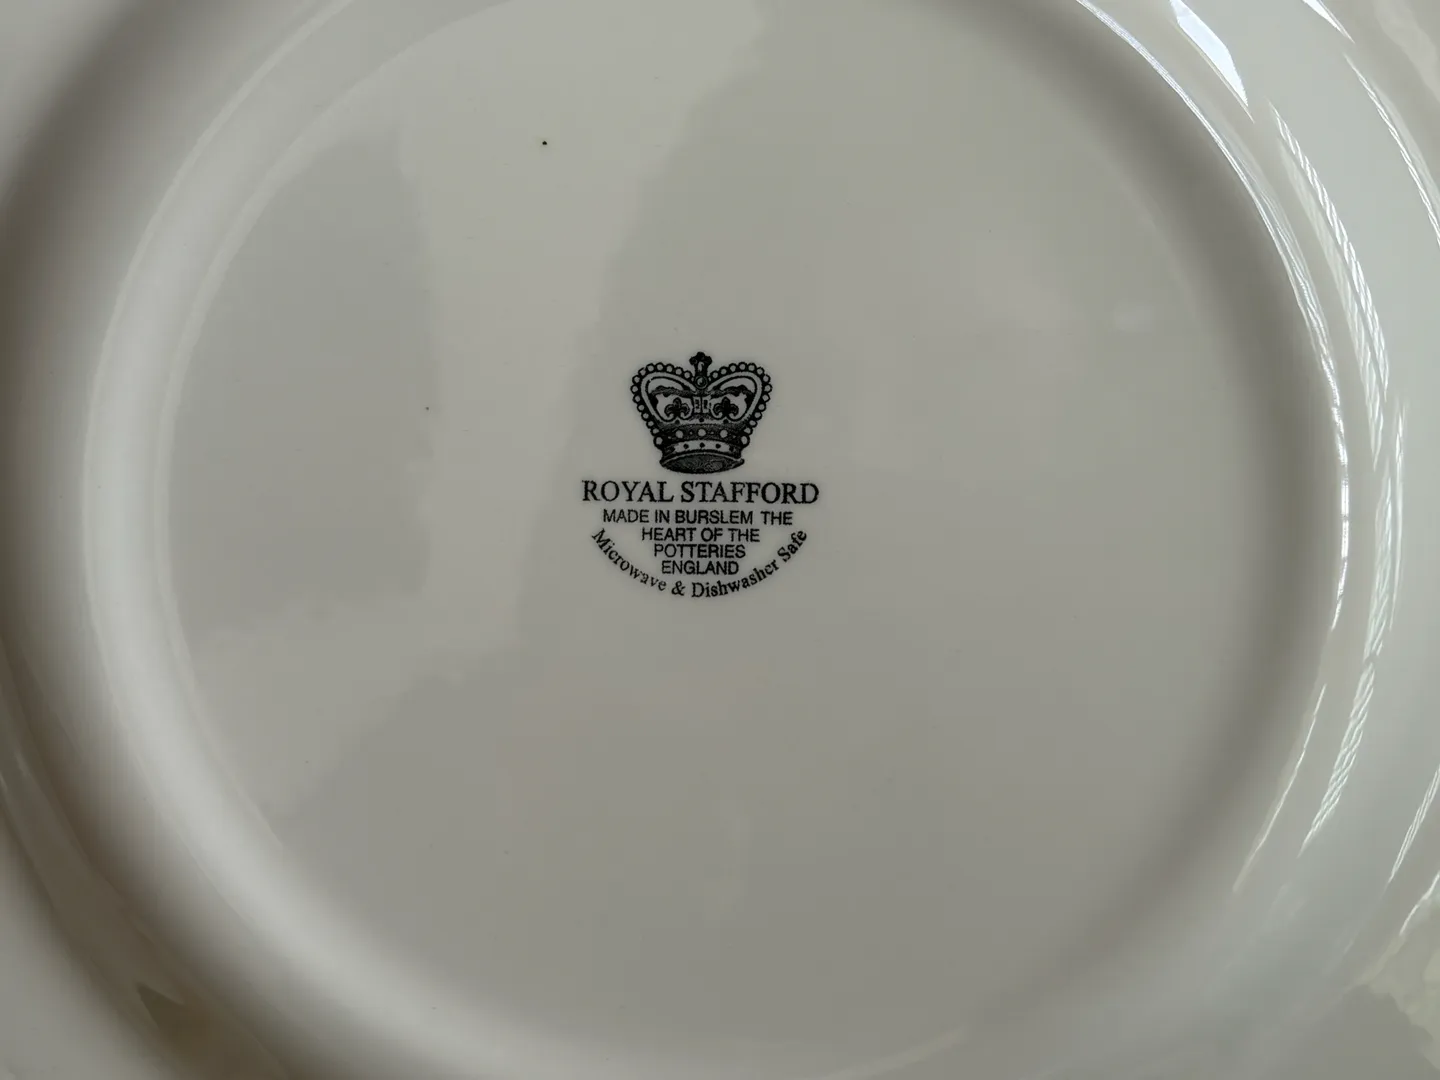 ROYAL STAFFORD
MADE IN BURSLEM THE
HEART OF THE
POTTERIES
ENGLAND
Microwave & Dishwasher Safe